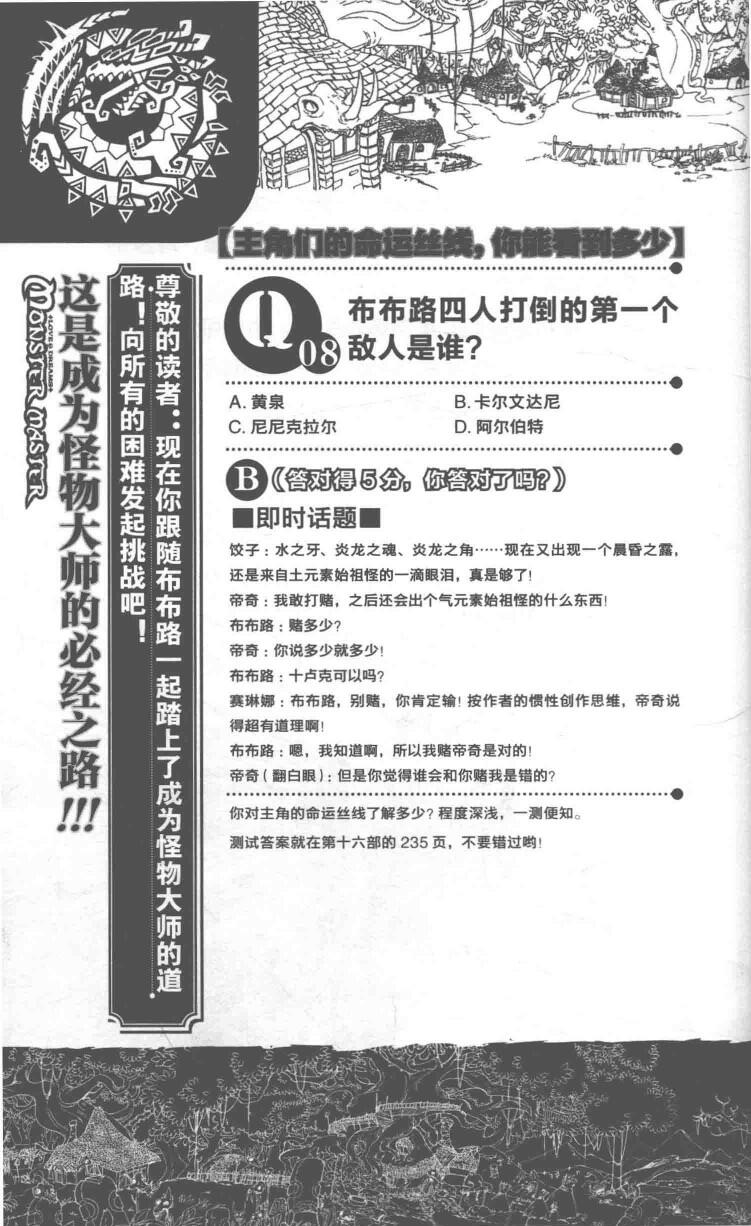 【主角们的命运丝线，你能看到多少】
Q08
布布路四人打倒的第一个
敌人是谁？
A. 黄泉
B. 卡尔文达尼
C. 尼尼克拉尔
D. 阿尔伯特
B《答对得5分，你答对了吗？》
■即时话题■
饺子：水之牙、炎龙之魂、炎龙之角……现在又出现一个晨昏之露，
还是来自土元素始祖怪的一滴眼泪，真是够了！
帝奇：我敢打赌，之后还会出个气元素始祖怪的什么东西！
布布路：赌多少？
帝奇：你说多少就多少！
布布路：十卢克可以吗？
赛琳娜：布布路，别赌，你肯定输！按作者的惯性创作思维，帝奇说
得超有道理啊！
布布路：嗯，我知道啊，所以我赌帝奇是对的！
帝奇（翻白眼）：但是你觉得谁会和你赌我是错的？
你对主角的命运丝线了解多少？程度深浅，一测便知。
测试答案就在第十六部的 235 页，不要错过哟！
尊敬的读者：现在你跟随布布路一起踏上了成为怪物大师的道
路！向所有的困难发起挑战吧！
这是成为怪物大师的必经之路!!!
+LOVE & DREAMS+
MONSTER MASTER